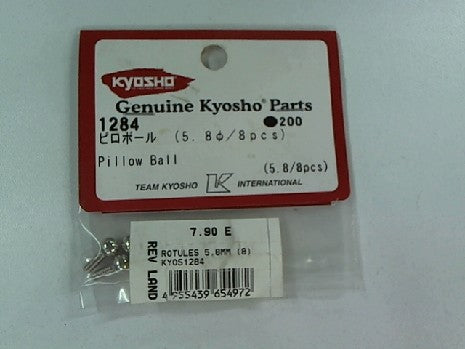 KYOSHO
Genuine Kyosho® Parts
1284 ●200
ピロボール (5.8φ/8pcs)
Pillow Ball (5.8/8pcs)
TEAM KYOSHO K INTERNATIONAL
7.90 E
REV LAND
ROTULES 5,8MM (8)
KYOS1284
4 955439 654972